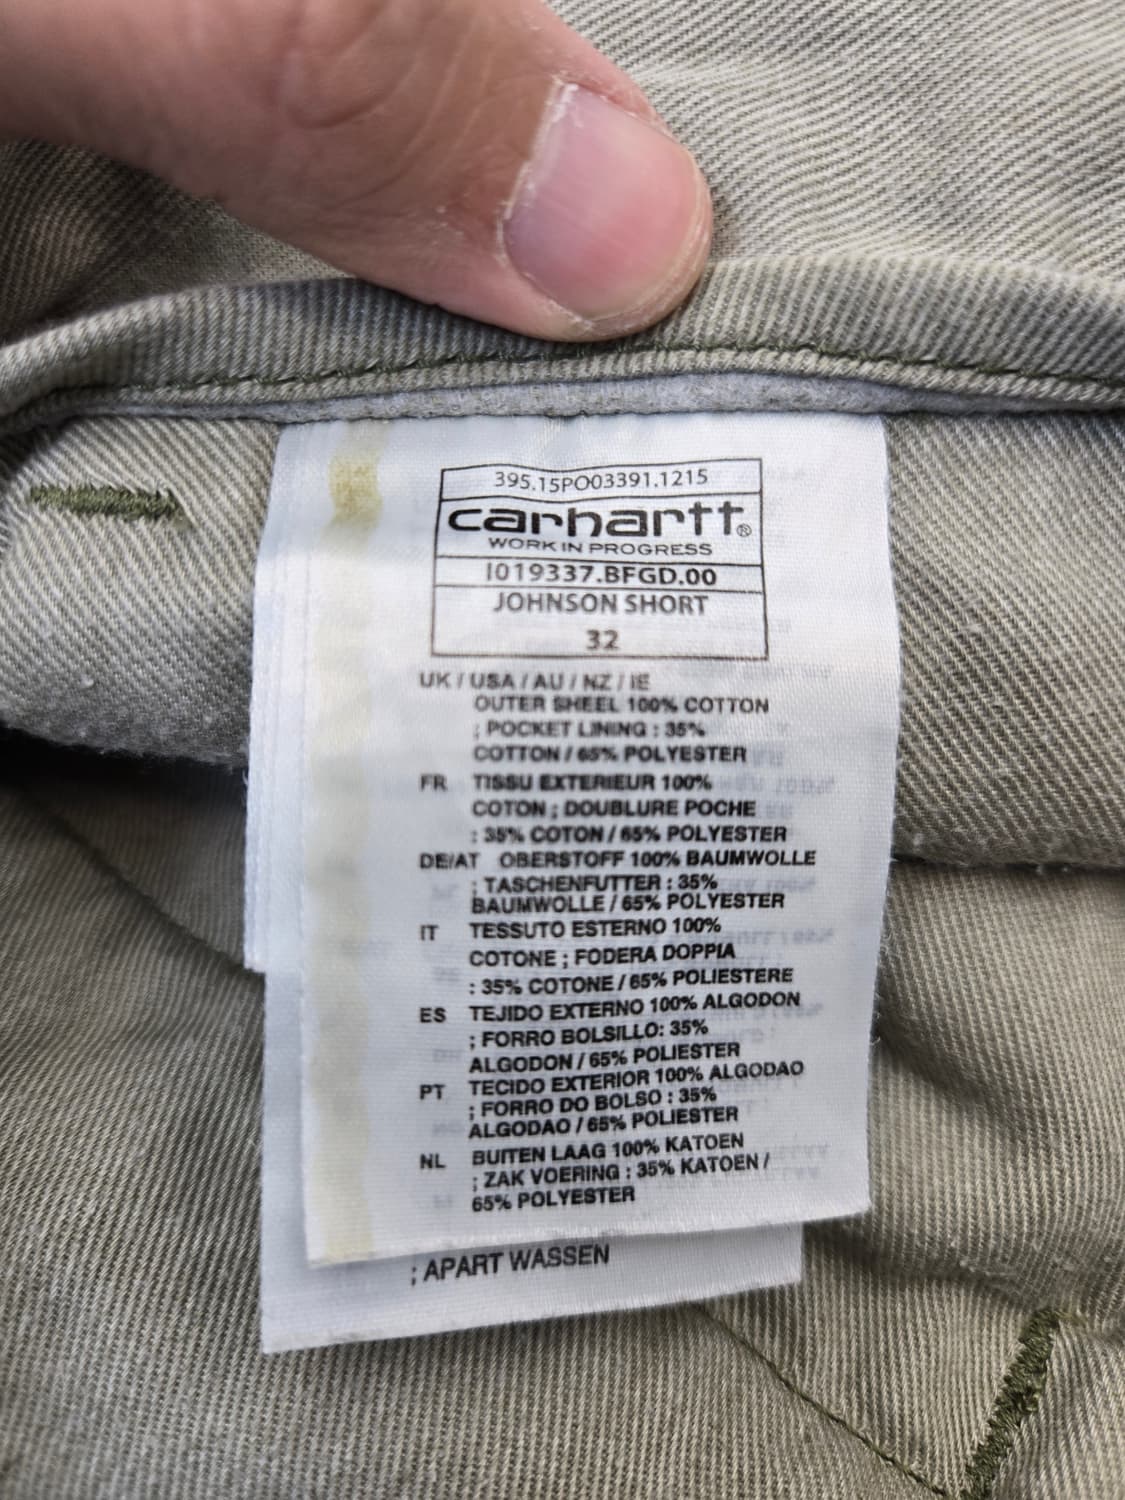 395.15PO03391.1215
carhartt®
WORK IN PROGRESS
I019337.BFGD.00
JOHNSON SHORT
32
UK / USA / AU / NZ / IE
OUTER SHEEL 100% COTTON
; POCKET LINING : 35%
COTTON / 65% POLYESTER
FR TISSU EXTERIEUR 100%
COTON ; DOUBLURE POCHE
: 35% COTON / 65% POLYESTER
DE/AT OBERSTOFF 100% BAUMWOLLE
; TASCHENFUTTER : 35%
BAUMWOLLE / 65% POLYESTER
IT TESSUTO ESTERNO 100%
COTONE ; FODERA DOPPIA
: 35% COTONE / 65% POLIESTERE
ES TEJIDO EXTERNO 100% ALGODON
; FORRO BOLSILLO: 35%
ALGODON / 65% POLIESTER
PT TECIDO EXTERIOR 100% ALGODAO
; FORRO DO BOLSO : 35%
ALGODAO / 65% POLIESTER
NL BUITEN LAAG 100% KATOEN
; ZAK VOERING : 35% KATOEN /
65% POLYESTER
; APART WASSEN